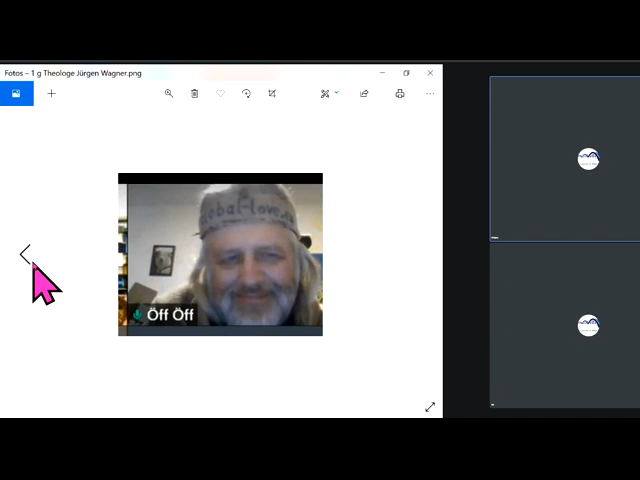 Fotos – 1 g Theologe Jürgen Wagner.png
global-love.
Öff Öff